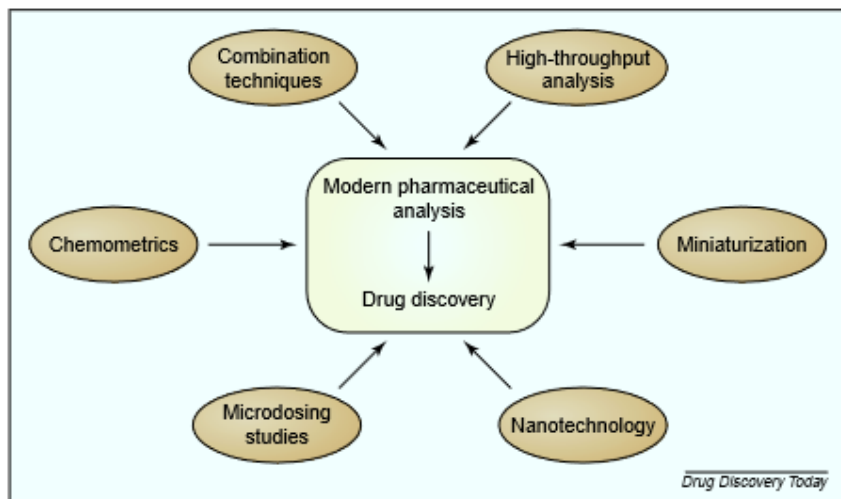 Combination
techniques
High-throughput
analysis
Modern pharmaceutical
analysis
Chemometrics
Miniaturization
Drug discovery
Microdosing
studies
Nanotechnology
Drug Discovery Today